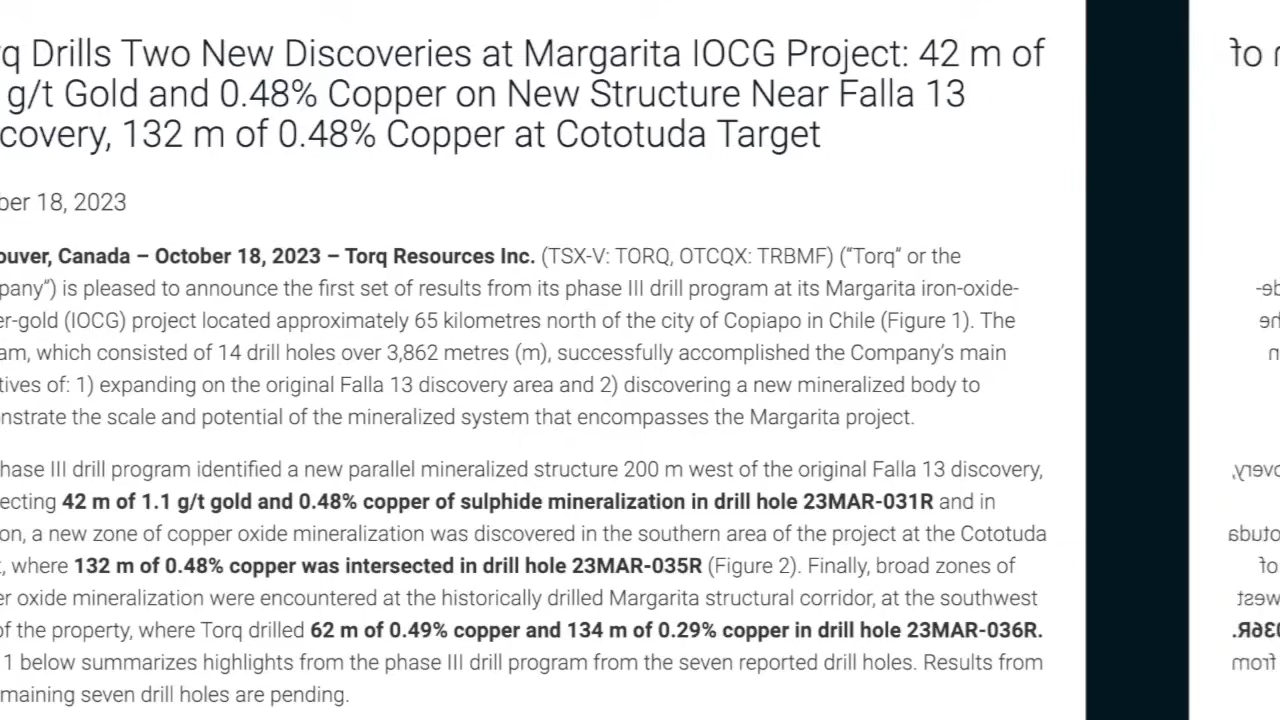 q Drills Two New Discoveries at Margarita IOCG Project: 42 m of
g/t Gold and 0.48% Copper on New Structure Near Falla 13
covery, 132 m of 0.48% Copper at Cototuda Target
ber 18, 2023
ouver, Canada – October 18, 2023 – Torq Resources Inc. (TSX-V: TORQ, OTCQX: TRBMF) (“Torq” or the
pany”) is pleased to announce the first set of results from its phase III drill program at its Margarita iron-oxide-
er-gold (IOCG) project located approximately 65 kilometres north of the city of Copiapo in Chile (Figure 1). The
am, which consisted of 14 drill holes over 3,862 metres (m), successfully accomplished the Company’s main
tives of: 1) expanding on the original Falla 13 discovery area and 2) discovering a new mineralized body to
nstrate the scale and potential of the mineralized system that encompasses the Margarita project.
hase III drill program identified a new parallel mineralized structure 200 m west of the original Falla 13 discovery,
ecting 42 m of 1.1 g/t gold and 0.48% copper of sulphide mineralization in drill hole 23MAR-031R and in
on, a new zone of copper oxide mineralization was discovered in the southern area of the project at the Cototuda
, where 132 m of 0.48% copper was intersected in drill hole 23MAR-035R (Figure 2). Finally, broad zones of
er oxide mineralization were encountered at the historically drilled Margarita structural corridor, at the southwest
of the property, where Torq drilled 62 m of 0.49% copper and 134 m of 0.29% copper in drill hole 23MAR-036R.
1 below summarizes highlights from the phase III drill program from the seven reported drill holes. Results from
maining seven drill holes are pending.